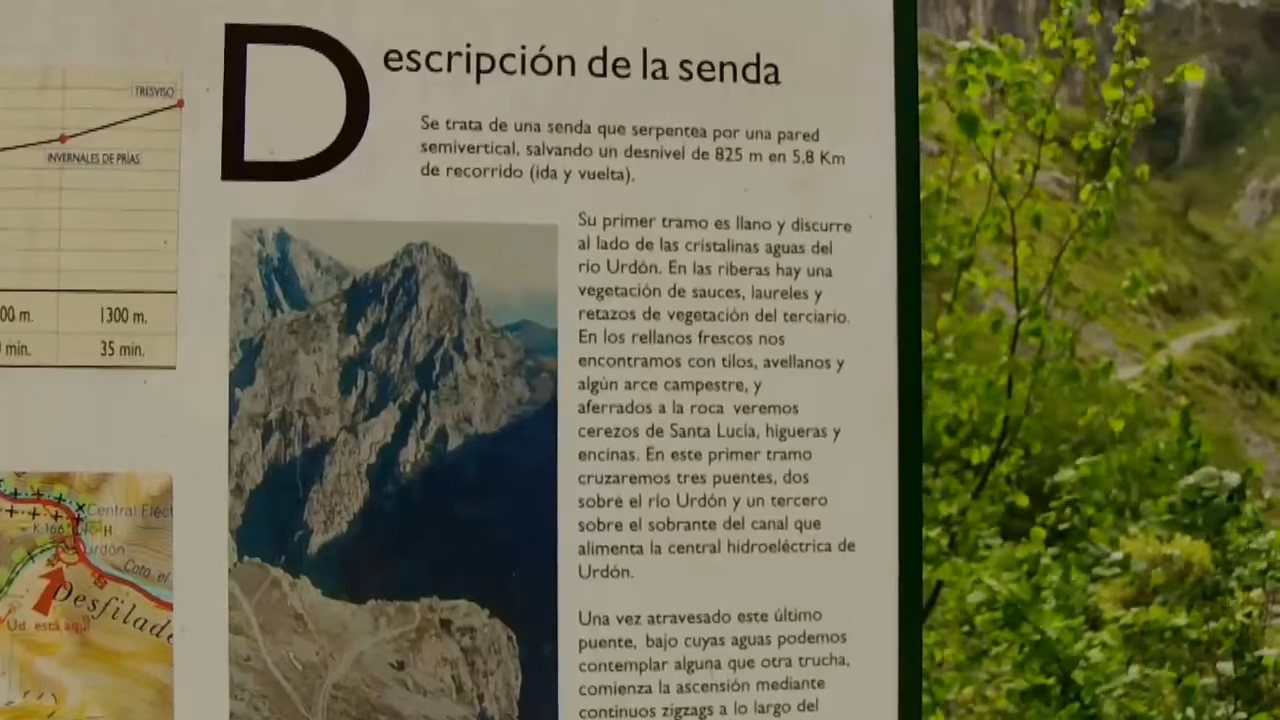 Descripción de la senda
Se trata de una senda que serpentea por una pared
semivertical, salvando un desnivel de 825 m en 5,8 Km
de recorrido (ida y vuelta).
Su primer tramo es llano y discurre
al lado de las cristalinas aguas del
río Urdón. En las riberas hay una
vegetación de sauces, laureles y
retazos de vegetación del terciario.
En los rellanos frescos nos
encontramos con tilos, avellanos y
algún arce campestre, y
aferrados a la roca veremos
cerezos de Santa Lucía, higueras y
encinas. En este primer tramo
cruzaremos tres puentes, dos
sobre el río Urdón y un tercero
sobre el sobrante del canal que
alimenta la central hidroeléctrica de
Urdón.
Una vez atravesado este último
puente, bajo cuyas aguas podemos
contemplar alguna que otra trucha,
comienza la ascensión mediante
continuos zigzags a lo largo del
TRESVISO
INVERNALES DE PRÍAS
00 m. 1300 m.
min. 35 min.
Central Eléct
Urdón
Coto el
Desfilade
Ud. está aquí